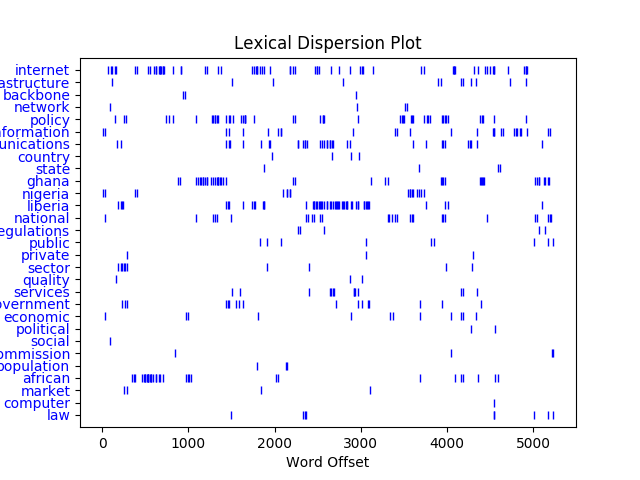 Lexical Dispersion Plot
internet
astructure
backbone
network
policy
nformation
unications
country
state
ghana
nigeria
liberia
national
egulations
public
private
sector
quality
services
overnment
economic
political
social
ommission
opulation
african
market
computer
law
0 1000 2000 3000 4000 5000
Word Offset